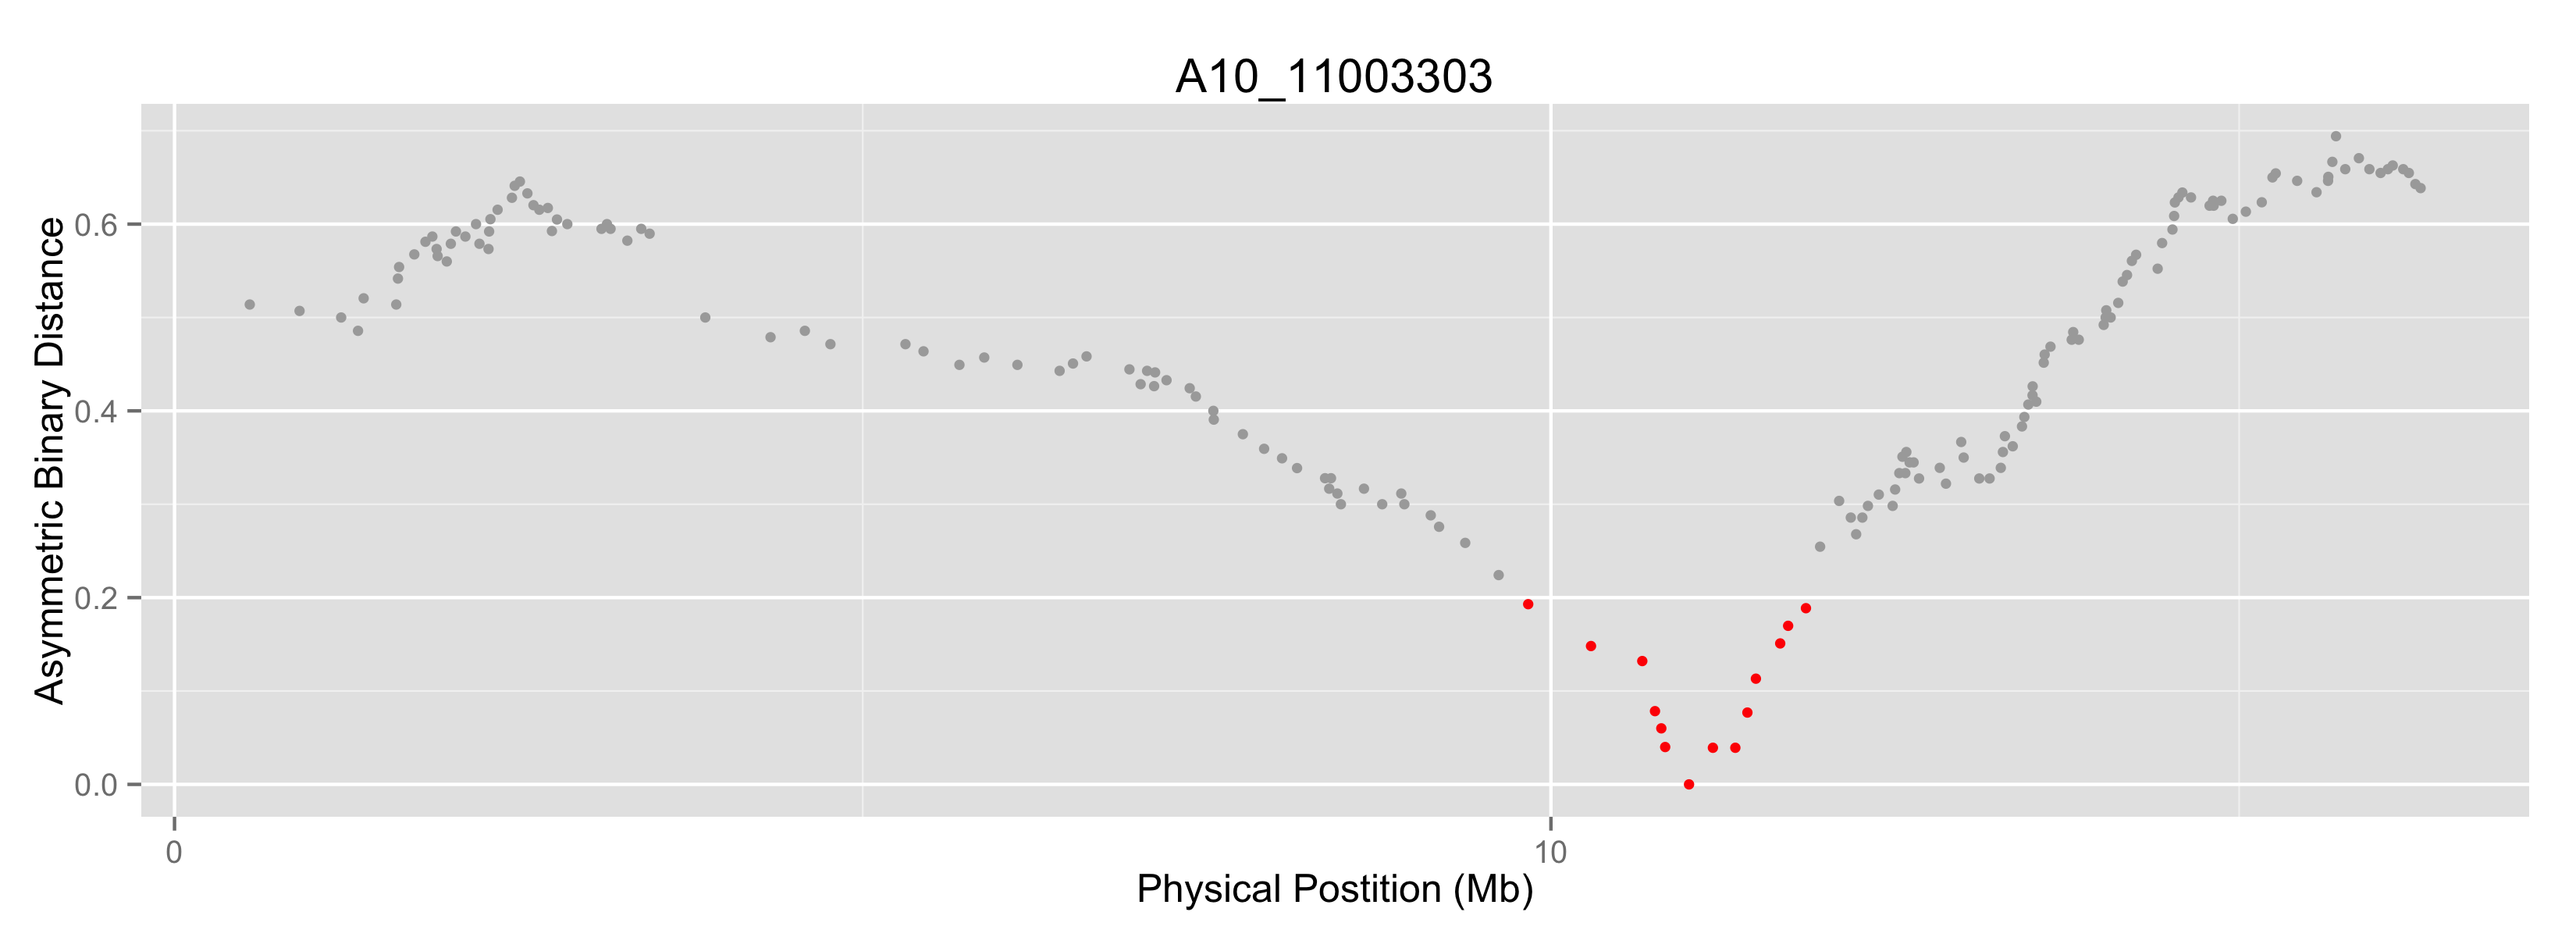 A10_11003303
Asymmetric Binary Distance
0.6
0.4
0.2
0.0
0
10
Physical Postition (Mb)